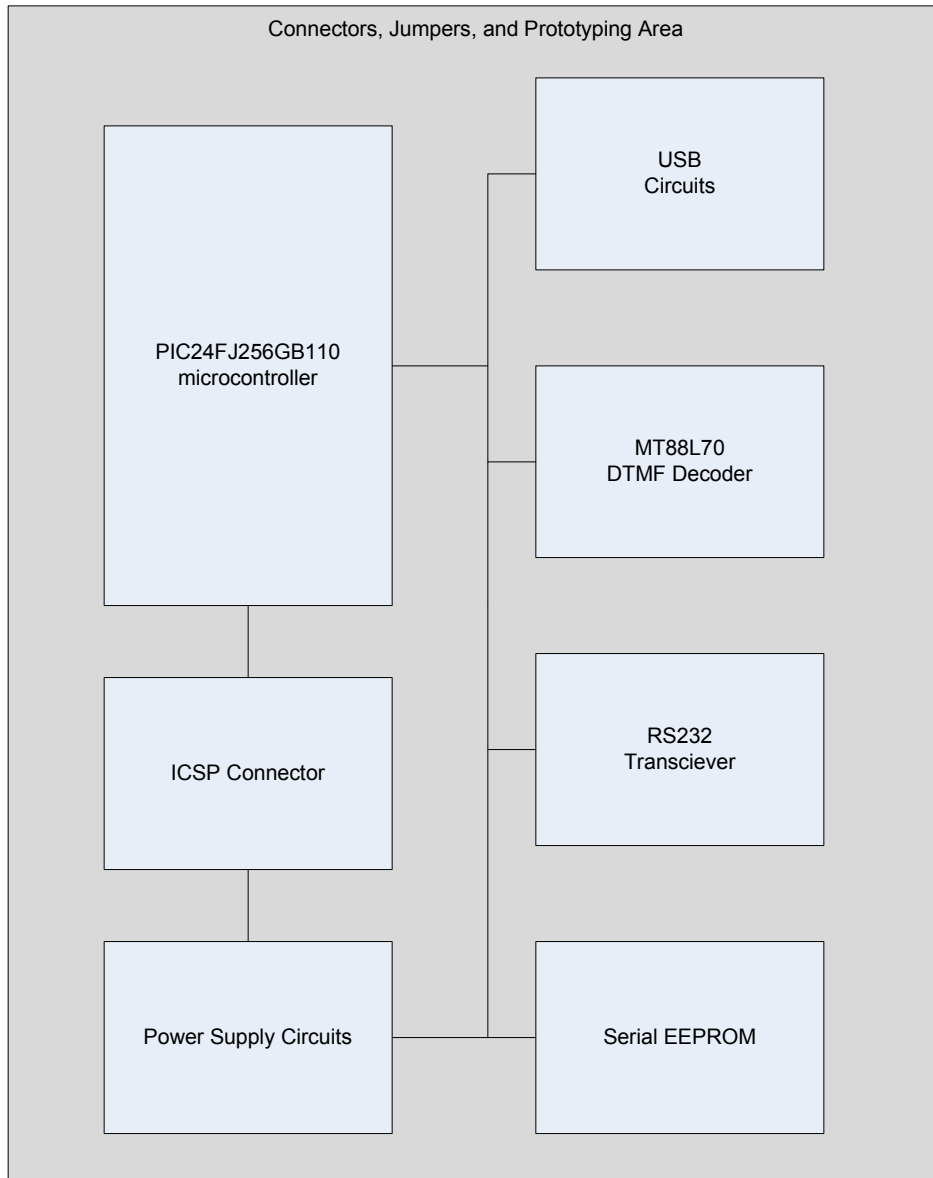 Connectors, Jumpers, and Prototyping Area
USB
Circuits
PIC24FJ256GB110
microcontroller
MT88L70
DTMF Decoder
ICSP Connector
RS232
Transciever
Power Supply Circuits
Serial EEPROM